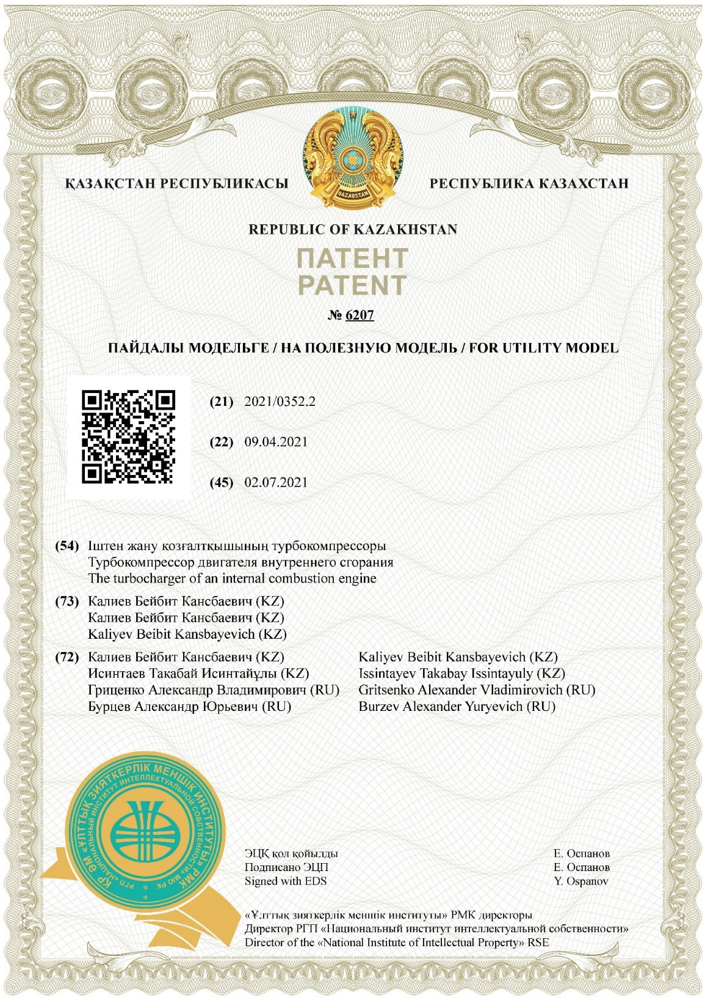 ҚАЗАҚСТАН РЕСПУБЛИКАСЫ
РЕСПУБЛИКА КАЗАХСТАН
QAZAQSTAN
REPUBLIC OF KAZAKHSTAN
ПАТЕНТ
PATENT
№ 6207
ПАЙДАЛЫ МОДЕЛЬГЕ / НА ПОЛЕЗНУЮ МОДЕЛЬ / FOR UTILITY MODEL
(21) 2021/0352.2
(22) 09.04.2021
(45) 02.07.2021
(54) Іштен жану қозғалтқышының турбокомпрессоры
Турбокомпрессор двигателя внутреннего сгорания
The turbocharger of an internal combustion engine
(73) Калиев Бейбит Кансбаевич (KZ)
Калиев Бейбит Кансбаевич (KZ)
Kaliyev Beibit Kansbayevich (KZ)
(72) Калиев Бейбит Кансбаевич (KZ) Kaliyev Beibit Kansbayevich (KZ)
Исинтаев Такабай Исинтайұлы (KZ) Issintayev Takabay Issintayuly (KZ)
Гриценко Александр Владимирович (RU) Gritsenko Alexander Vladimirovich (RU)
Бурцев Александр Юрьевич (RU) Burzev Alexander Yuryevich (RU)
ҚР ӘМ «ҰЛТТЫҚ ЗИЯТКЕРЛІК МЕНШІК ИНСТИТУТЫ» РМК
РГП «НАЦИОНАЛЬНЫЙ ИНСТИТУТ ИНТЕЛЛЕКТУАЛЬНОЙ СОБСТВЕННОСТИ» МЮ РК
ЭЦҚ қол қойылды Е. Оспанов
Подписано ЭЦП Е. Оспанов
Signed with EDS Y. Ospanov
«Ұлттық зияткерлік меншік институты» РМК директоры
Директор РГП «Национальный институт интеллектуальной собственности»
Director of the «National Institute of Intellectual Property» RSE